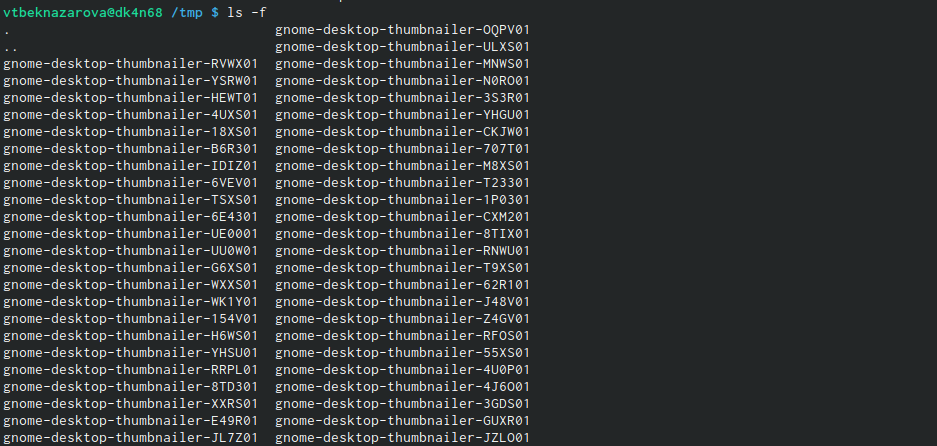 vtbeknazarova@dk4n68 /tmp $ ls -f
. gnome-desktop-thumbnailer-OQPV01
.. gnome-desktop-thumbnailer-ULXS01
gnome-desktop-thumbnailer-RVWX01 gnome-desktop-thumbnailer-MNWS01
gnome-desktop-thumbnailer-YSRW01 gnome-desktop-thumbnailer-N0RO01
gnome-desktop-thumbnailer-HEWT01 gnome-desktop-thumbnailer-3S3R01
gnome-desktop-thumbnailer-4UXS01 gnome-desktop-thumbnailer-YHGU01
gnome-desktop-thumbnailer-18XS01 gnome-desktop-thumbnailer-CKJW01
gnome-desktop-thumbnailer-B6R301 gnome-desktop-thumbnailer-707T01
gnome-desktop-thumbnailer-IDIZ01 gnome-desktop-thumbnailer-M8XS01
gnome-desktop-thumbnailer-6VEV01 gnome-desktop-thumbnailer-T23301
gnome-desktop-thumbnailer-TSXS01 gnome-desktop-thumbnailer-1P0301
gnome-desktop-thumbnailer-6E4301 gnome-desktop-thumbnailer-CXM201
gnome-desktop-thumbnailer-UE0001 gnome-desktop-thumbnailer-8TIX01
gnome-desktop-thumbnailer-UU0W01 gnome-desktop-thumbnailer-RNWU01
gnome-desktop-thumbnailer-G6XS01 gnome-desktop-thumbnailer-T9XS01
gnome-desktop-thumbnailer-WXXS01 gnome-desktop-thumbnailer-62R101
gnome-desktop-thumbnailer-WK1Y01 gnome-desktop-thumbnailer-J48V01
gnome-desktop-thumbnailer-154V01 gnome-desktop-thumbnailer-Z4GV01
gnome-desktop-thumbnailer-H6WS01 gnome-desktop-thumbnailer-RFOS01
gnome-desktop-thumbnailer-YHSU01 gnome-desktop-thumbnailer-55XS01
gnome-desktop-thumbnailer-RRPL01 gnome-desktop-thumbnailer-4U0P01
gnome-desktop-thumbnailer-8TD301 gnome-desktop-thumbnailer-4J6O01
gnome-desktop-thumbnailer-XXRS01 gnome-desktop-thumbnailer-3GDS01
gnome-desktop-thumbnailer-E49R01 gnome-desktop-thumbnailer-GUXR01
gnome-desktop-thumbnailer-JL7Z01 gnome-desktop-thumbnailer-JZLO01